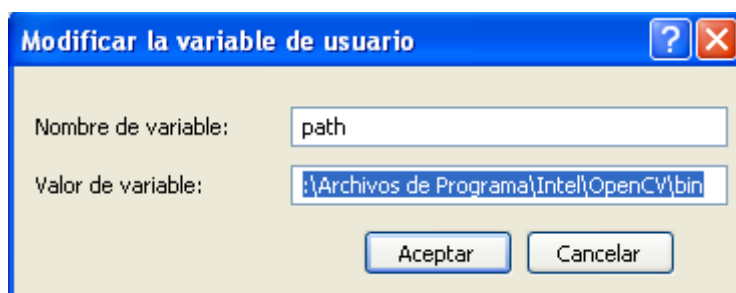 Modificar la variable de usuario
Nombre de variable: path
Valor de variable: :\Archivos de Programa\Intel\OpenCV\bin
Aceptar Cancelar